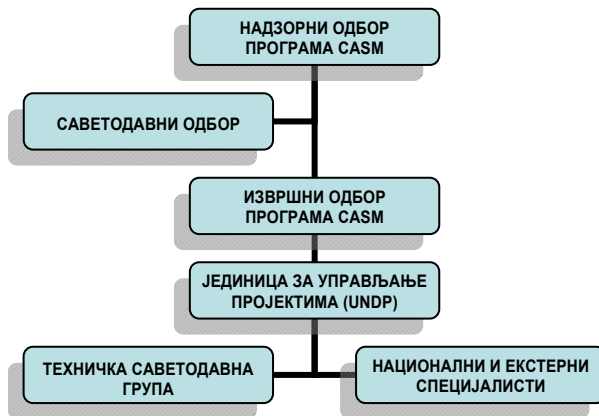 НАДЗОРНИ ОДБОР
ПРОГРАМА CASM
САВЕТОДАВНИ ОДБОР
ИЗВРШНИ ОДБОР
ПРОГРАМА CASM
ЈЕДИНИЦА ЗА УПРАВЉАЊЕ
ПРОЈЕКТИМА (UNDP)
ТЕХНИЧКА САВЕТОДАВНА
ГРУПА
НАЦИОНАЛНИ И ЕКСТЕРНИ
СПЕЦИЈАЛИСТИ